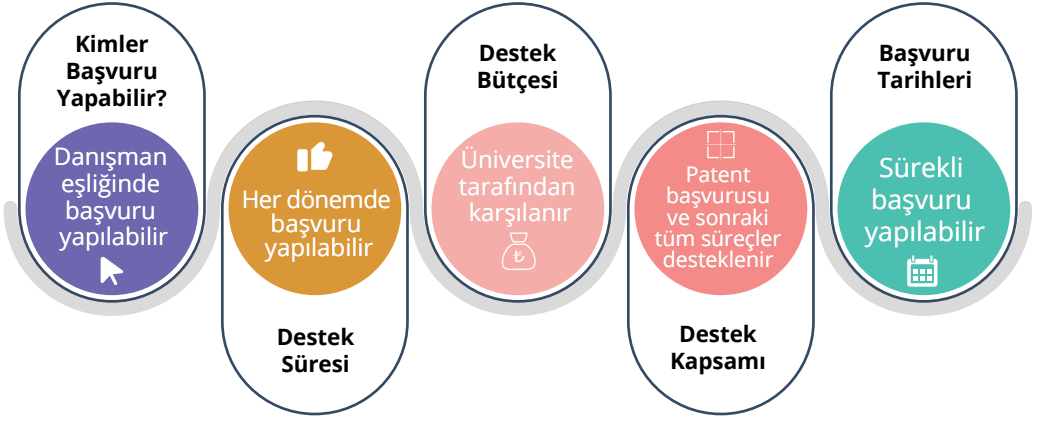 Kimler
Başvuru
Yapabilir?
Danışman
eşliğinde
başvuru
yapılabilir
Her dönemde
başvuru
yapılabilir
Destek
Süresi
Destek
Bütçesi
Üniversite
tarafından
karşılanır
₺
Patent
başvurusu
ve sonraki
tüm süreçler
desteklenir
Destek
Kapsamı
Başvuru
Tarihleri
Sürekli
başvuru
yapılabilir